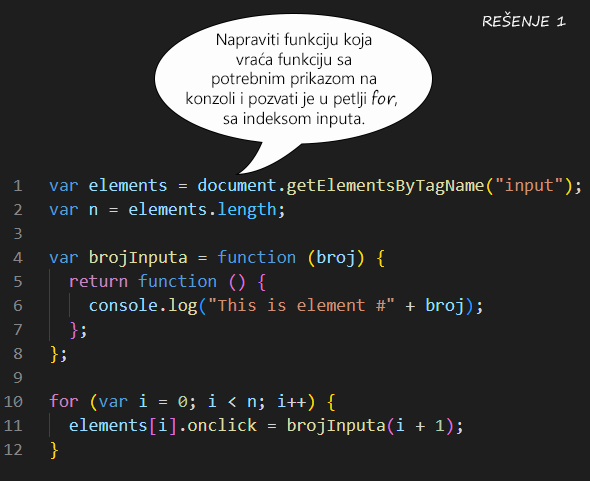 REŠENJE 1
Napraviti funkciju koja
vraća funkciju sa
potrebnim prikazom na
konzoli i pozvati je u petlji for,
sa indeksom inputa.
1 var elements = document.getElementsByTagName("input");
2 var n = elements.length;
3
4 var brojInputa = function (broj) {
5 return function () {
6 console.log("This is element #" + broj);
7 };
8 };
9
10 for (var i = 0; i < n; i++) {
11 elements[i].onclick = brojInputa(i + 1);
12 }